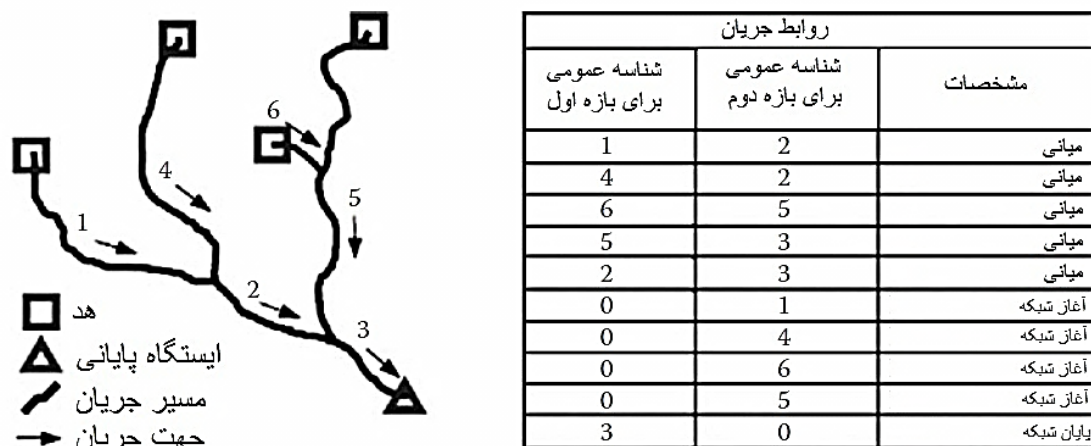 6
4
5
1
2
3
هد
ایستگاه پایانی
مسیر جریان
جهت جریان
روابط جریان
مشخصات | شناسه عمومی برای بازه دوم | شناسه عمومی برای بازه اول
میانی | 2 | 1
میانی | 2 | 4
میانی | 5 | 6
میانی | 3 | 5
میانی | 3 | 2
آغاز شبکه | 1 | 0
آغاز شبکه | 4 | 0
آغاز شبکه | 6 | 0
آغاز شبکه | 5 | 0
پایان شبکه | 0 | 3